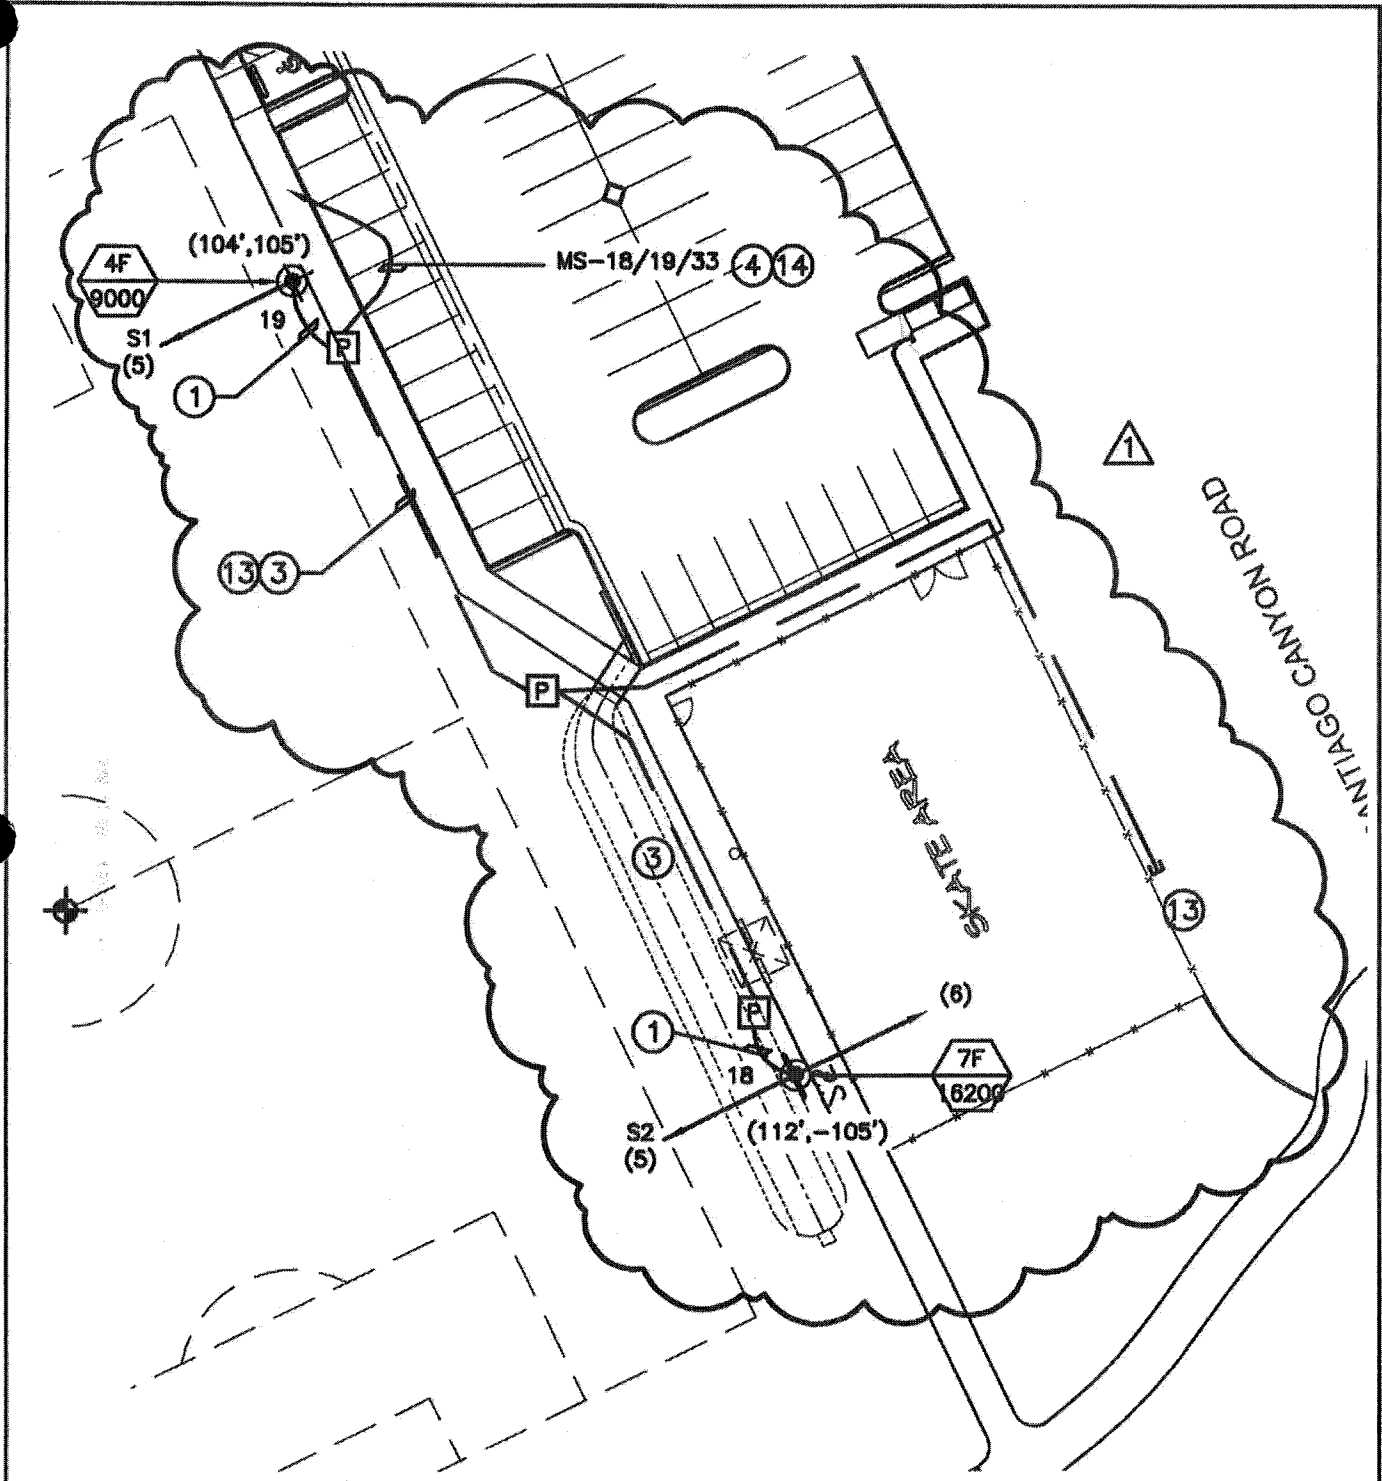 (104',105')
4F
9000
MS-18/19/33
4
14
19
S1
(5)
P
1
1
13
3
SANTIAGO CANYON ROAD
P
SKATE AREA
3
13
(6)
P
1
7F
16200
18
S2
(5)
(112',-105')